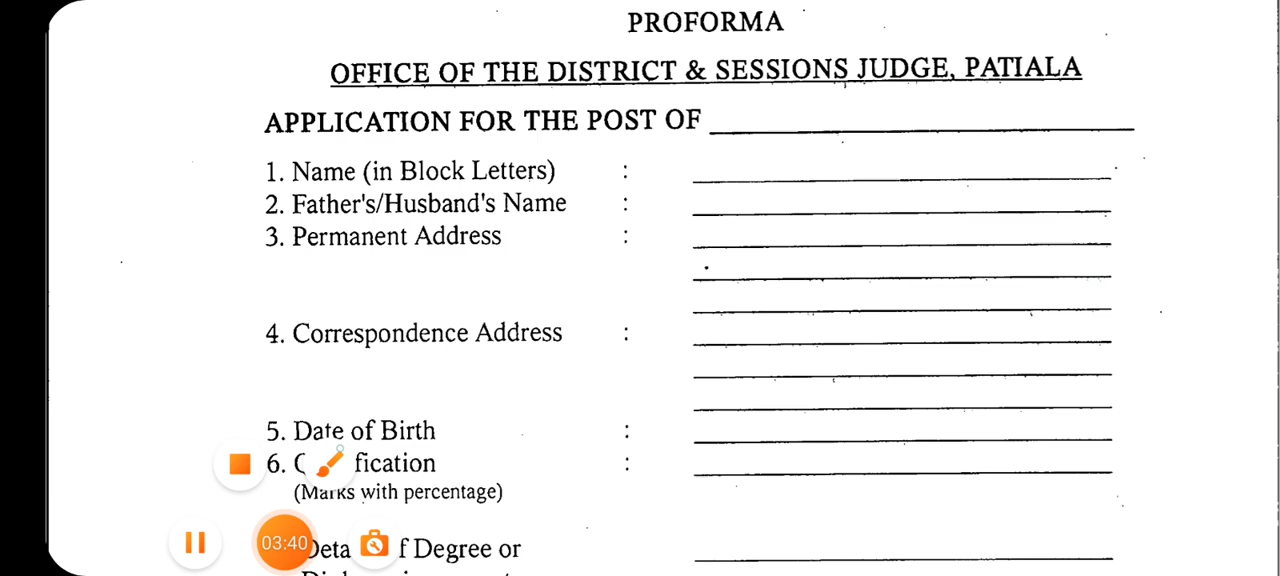 PROFORMA
OFFICE OF THE DISTRICT & SESSIONS JUDGE, PATIALA
APPLICATION FOR THE POST OF
1. Name (in Block Letters) :
2. Father's/Husband's Name :
3. Permanent Address :
4. Correspondence Address :
5. Date of Birth :
6. fication :
(Marks with percentage)
03:40
f Degree or